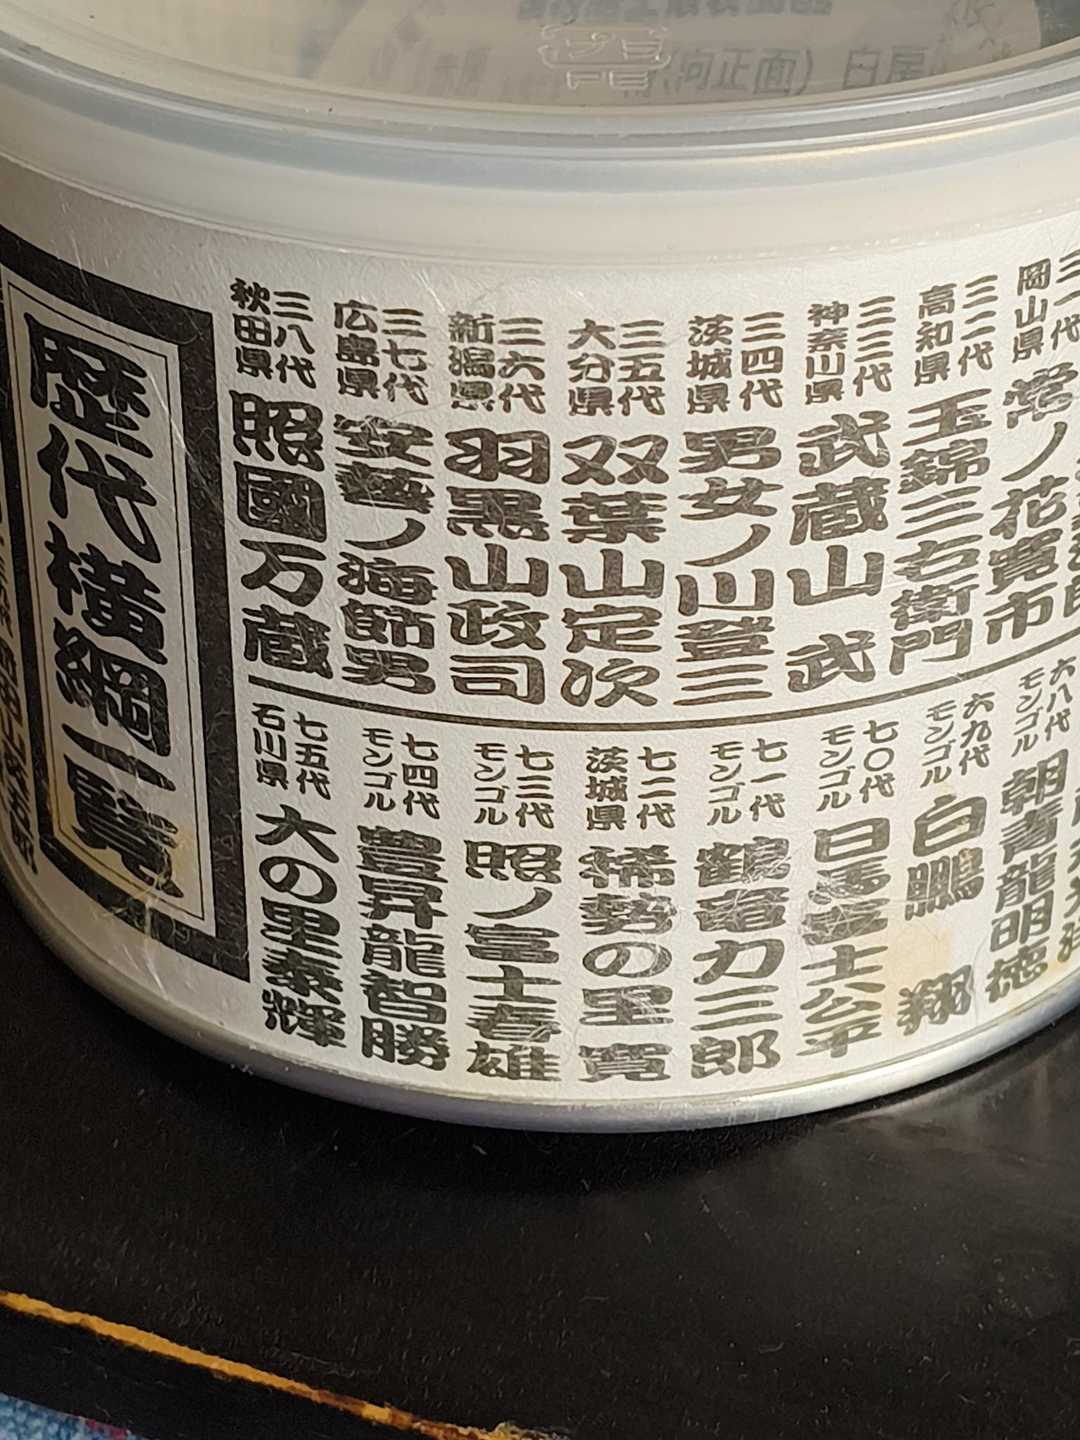 (河正面)
プラ
PE
歴代横綱一覧
三一代
岡山県
常ノ花寛市
三二代
高知県
玉錦三右衛門
三三代
神奈川県
武蔵山 武
三四代
茨城県
男女ノ川登三
三五代
大分県
双葉山定次
三六代
新潟県
羽黒山政司
三七代
広島県
安藝ノ海節男
三八代
秋田県
照國万蔵
六八代
モンゴル
朝青龍明徳
六九代
モンゴル
白鵬 翔
七〇代
モンゴル
日馬富士公平
七一代
モンゴル
鶴竜力三郎
七二代
茨城県
稀勢の里 寛
七三代
モンゴル
照ノ富士春雄
七四代
モンゴル
豊昇龍智勝
七五代
石川県
大の里泰輝